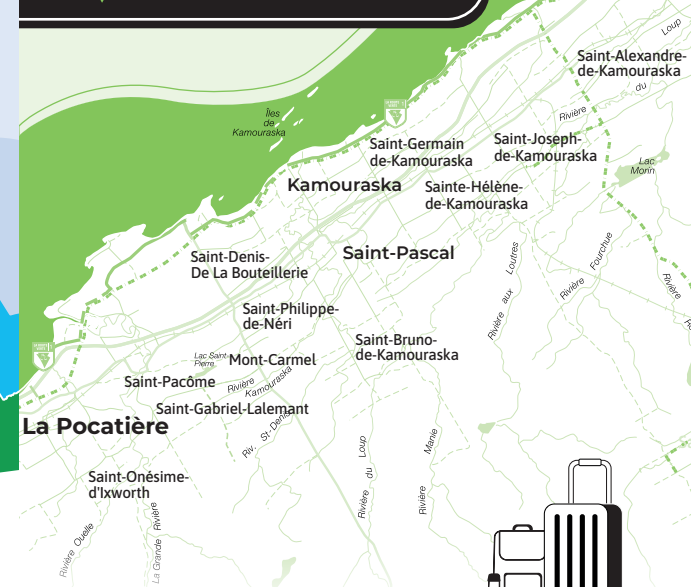 Loup
Saint-Alexandre-
de-Kamouraska
du
Rivière
Îles
de
Kamouraska
Saint-Germain
de-Kamouraska
Saint-Joseph-
de-Kamouraska
Lac
Morin
Kamouraska
Sainte-Hélène-
de-Kamouraska
Saint-Denis-
De La Bouteillerie
Saint-Pascal
Rivière aux Loutres
Rivière Fourchue
Rivière
Saint-Philippe-
de-Néri
Saint-Bruno-
de-Kamouraska
Lac Saint-
Pierre
Mont-Carmel
Saint-Pacôme
Rivière
Kamouraska
Saint-Gabriel-Lalemant
La Pocatière
Riv. St-Denis
Rivière du Loup
Rivière Manie
Saint-Onésime-
d'Ixworth
Rivière Ouelle
La Grande Rivière